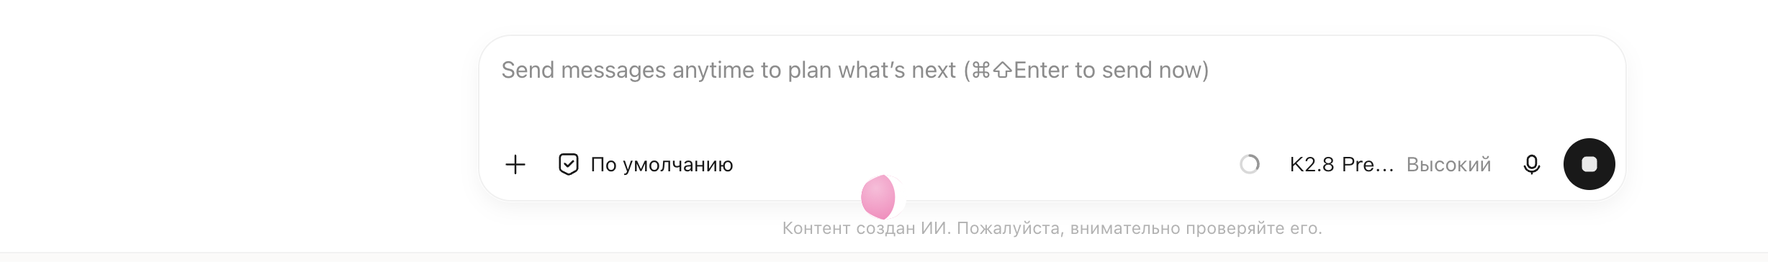 Send messages anytime to plan what’s next (⌘⇧Enter to send now)
По умолчанию K2.8 Pre... Высокий
Контент создан ИИ. Пожалуйста, внимательно проверяйте его.